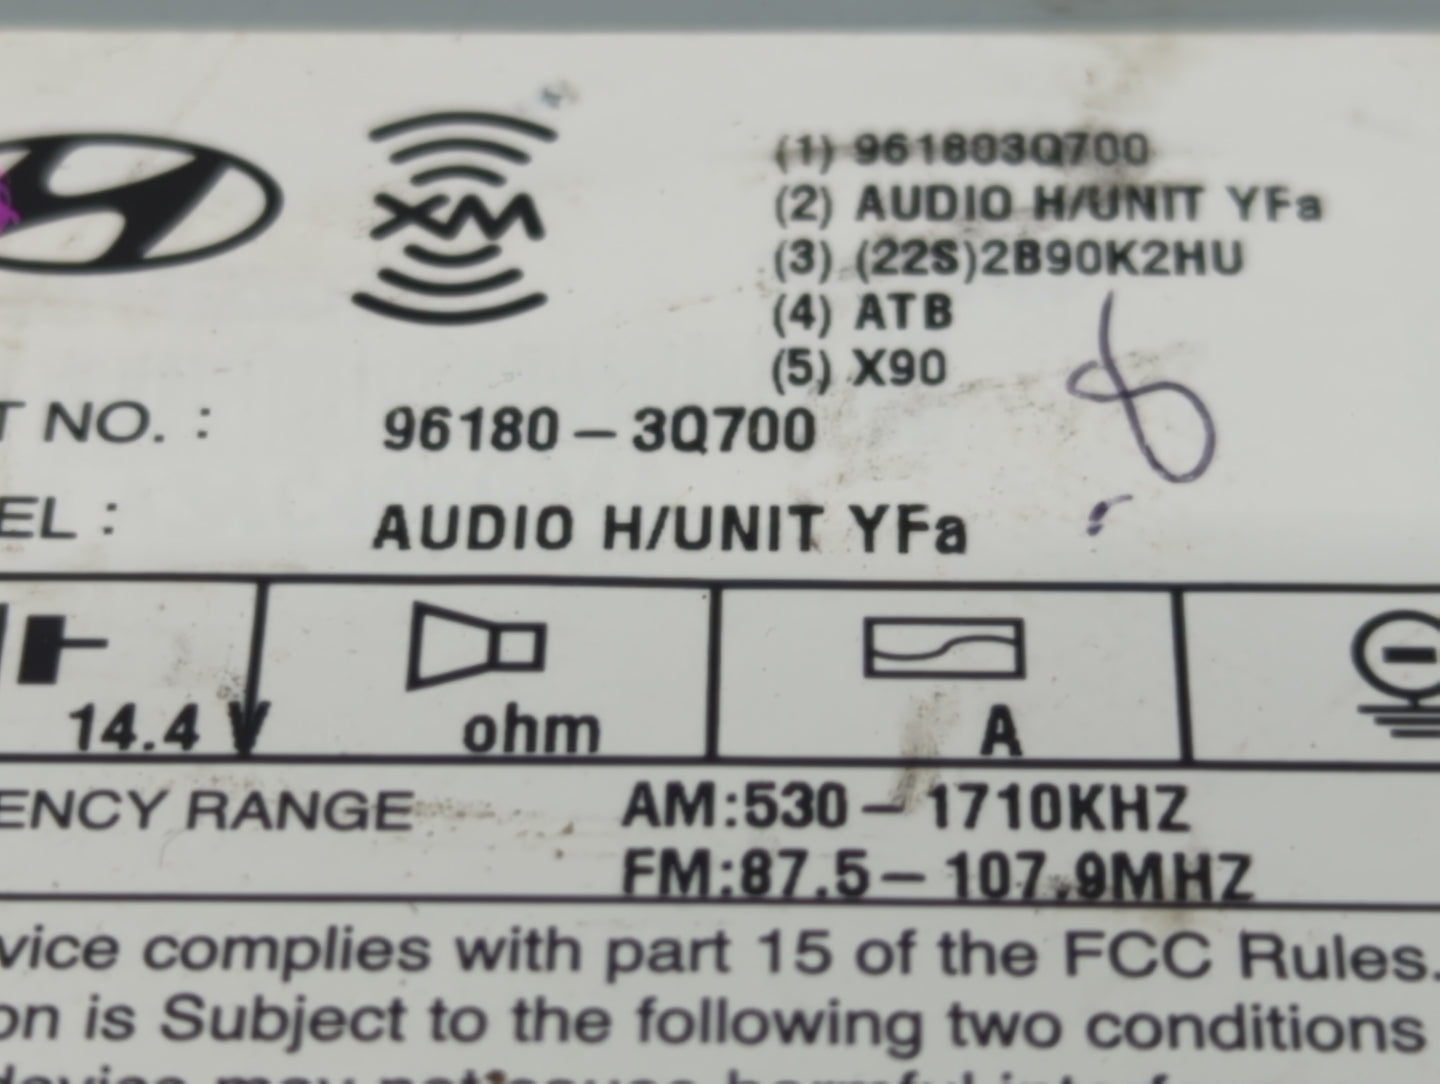 XM
(1) 961803Q700
(2) AUDIO H/UNIT YFa
(3) (22S)2B90K2HU
(4) ATB
(5) X90
T NO. : 96180-3Q700
EL : AUDIO H/UNIT YFa
14.4 V ohm A
ENCY RANGE AM:530-1710KHZ
FM:87.5-107.9MHZ
vice complies with part 15 of the FCC Rules.
on is Subject to the following two conditions